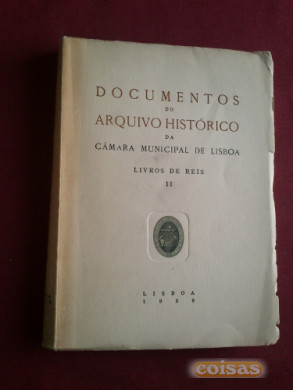 DOCUMENTOS
DO
ARQUIVO HISTÓRICO
DA
CÂMARA MUNICIPAL DE LISBOA
LIVROS DE REIS
II
LISBOA
coisas